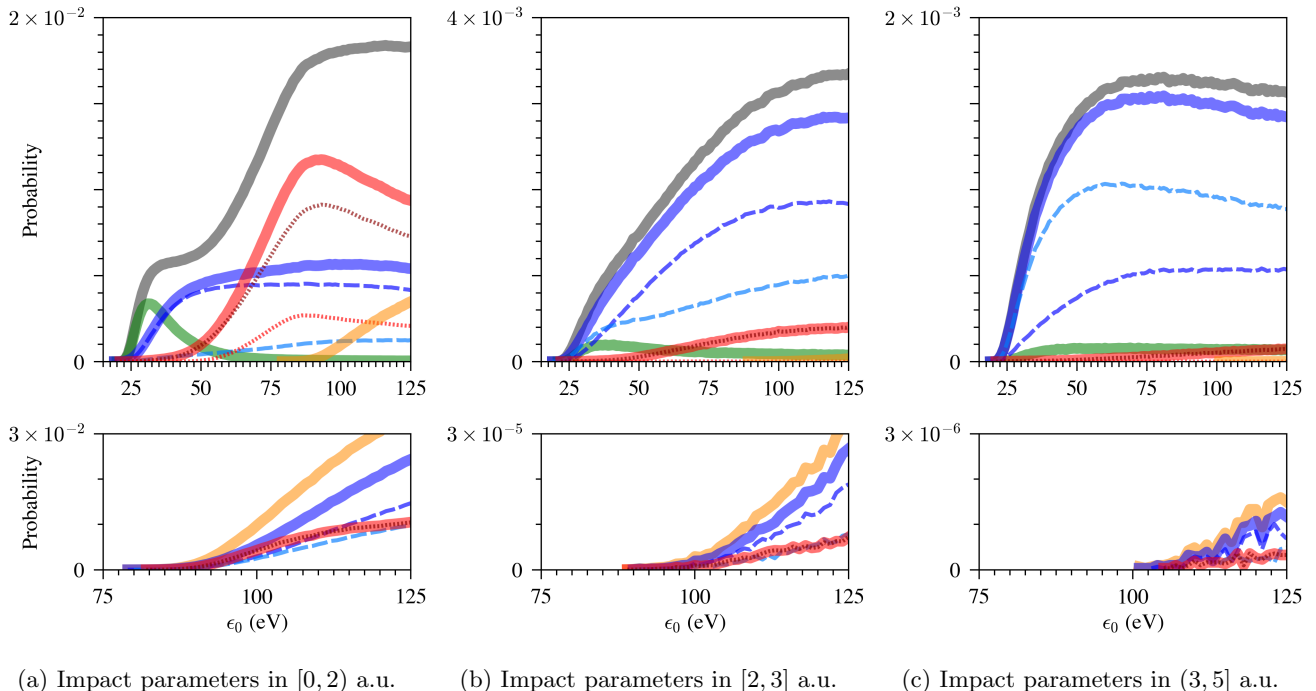 2 × 10⁻² 4 × 10⁻³ 2 × 10⁻³
Probability
0 0 0
25 50 75 100 125 25 50 75 100 125 25 50 75 100 125
3 × 10⁻² 3 × 10⁻⁵ 3 × 10⁻⁶
Probability
0 0 0
75 100 125 75 100 125 75 100 125
ϵ₀ (eV) ϵ₀ (eV) ϵ₀ (eV)
(a) Impact parameters in [0, 2) a.u. (b) Impact parameters in [2, 3] a.u. (c) Impact parameters in (3, 5] a.u.